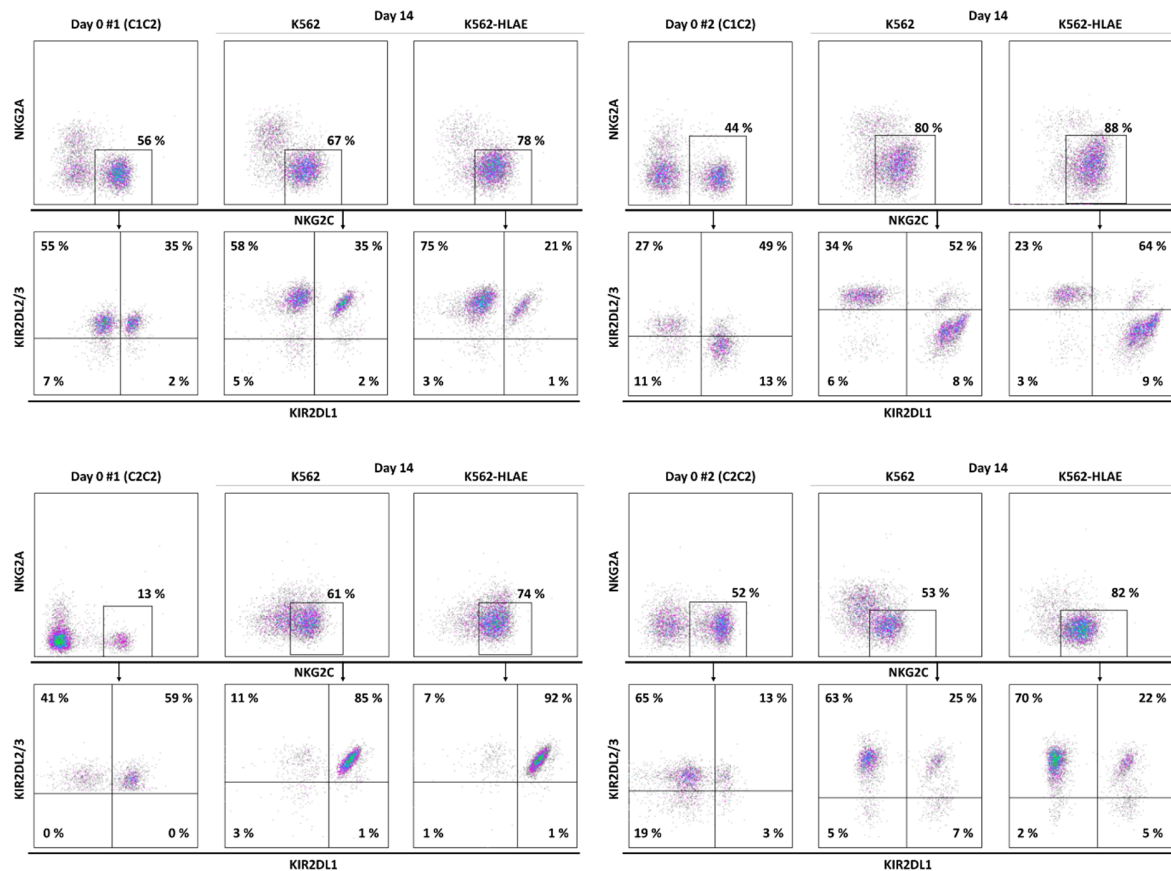 Day 14
Day 0 #1 (C1C2) K562 K562-HLAE
NKG2A
56 % 67 % 78 %
NKG2C
KIR2DL2/3
55 % 35 % 58 % 35 % 75 % 21 %
7 % 2 % 5 % 2 % 3 % 1 %
KIR2DL1
Day 14
Day 0 #2 (C1C2) K562 K562-HLAE
NKG2A
44 % 80 % 88 %
NKG2C
KIR2DL2/3
27 % 49 % 34 % 52 % 23 % 64 %
11 % 13 % 6 % 8 % 3 % 9 %
KIR2DL1
Day 14
Day 0 #1 (C2C2) K562 K562-HLAE
NKG2A
13 % 61 % 74 %
NKG2C
KIR2DL2/3
41 % 59 % 11 % 85 % 7 % 92 %
0 % 0 % 3 % 1 % 1 % 1 %
KIR2DL1
Day 14
Day 0 #2 (C2C2) K562 K562-HLAE
NKG2A
52 % 53 % 82 %
NKG2C
KIR2DL2/3
65 % 13 % 63 % 25 % 70 % 22 %
19 % 3 % 5 % 7 % 2 % 5 %
KIR2DL1